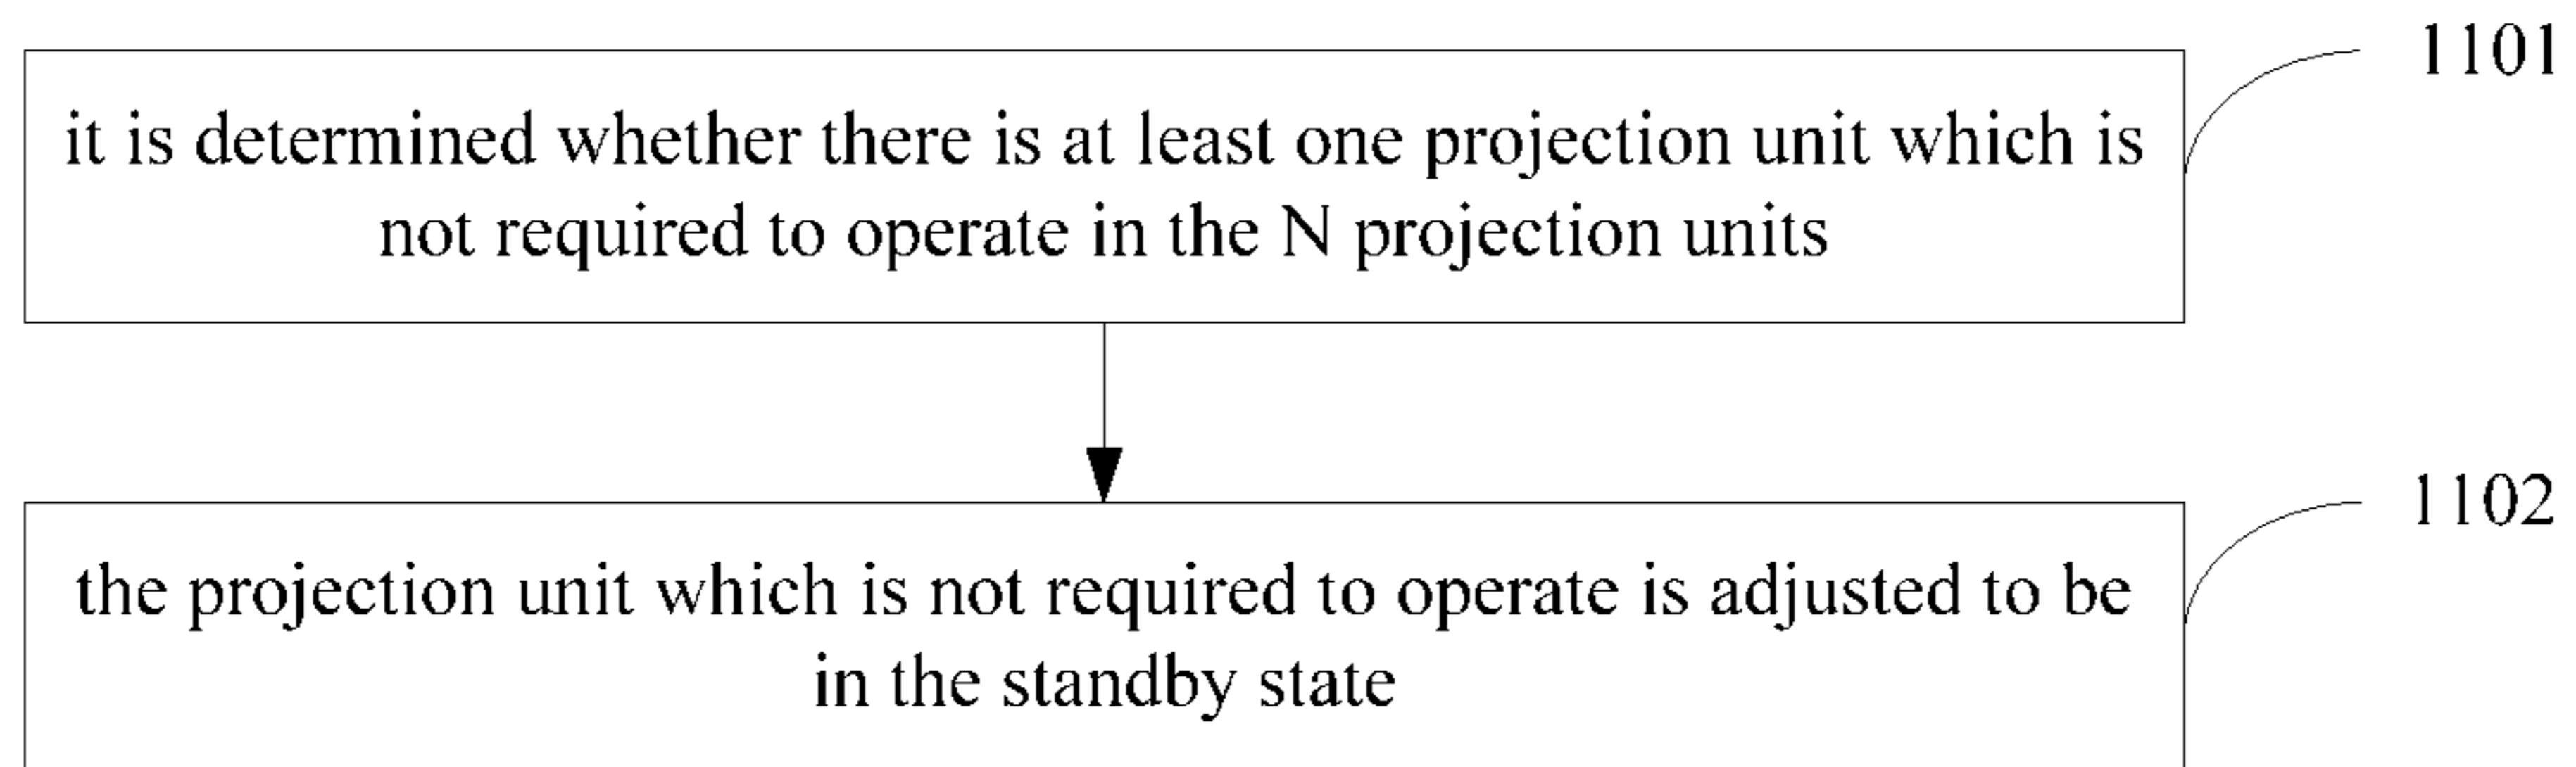 1101
it is determined whether there is at least one projection unit which is
not required to operate in the N projection units
1102
the projection unit which is not required to operate is adjusted to be
in the standby state